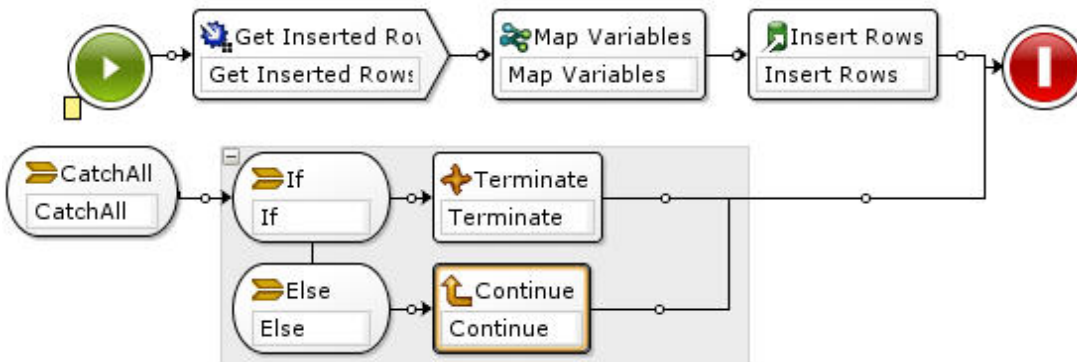 Get Inserted Rov
Get Inserted Rows
Map Variables
Map Variables
Insert Rows
Insert Rows
CatchAll
CatchAll
If
If
Terminate
Terminate
Else
Else
Continue
Continue